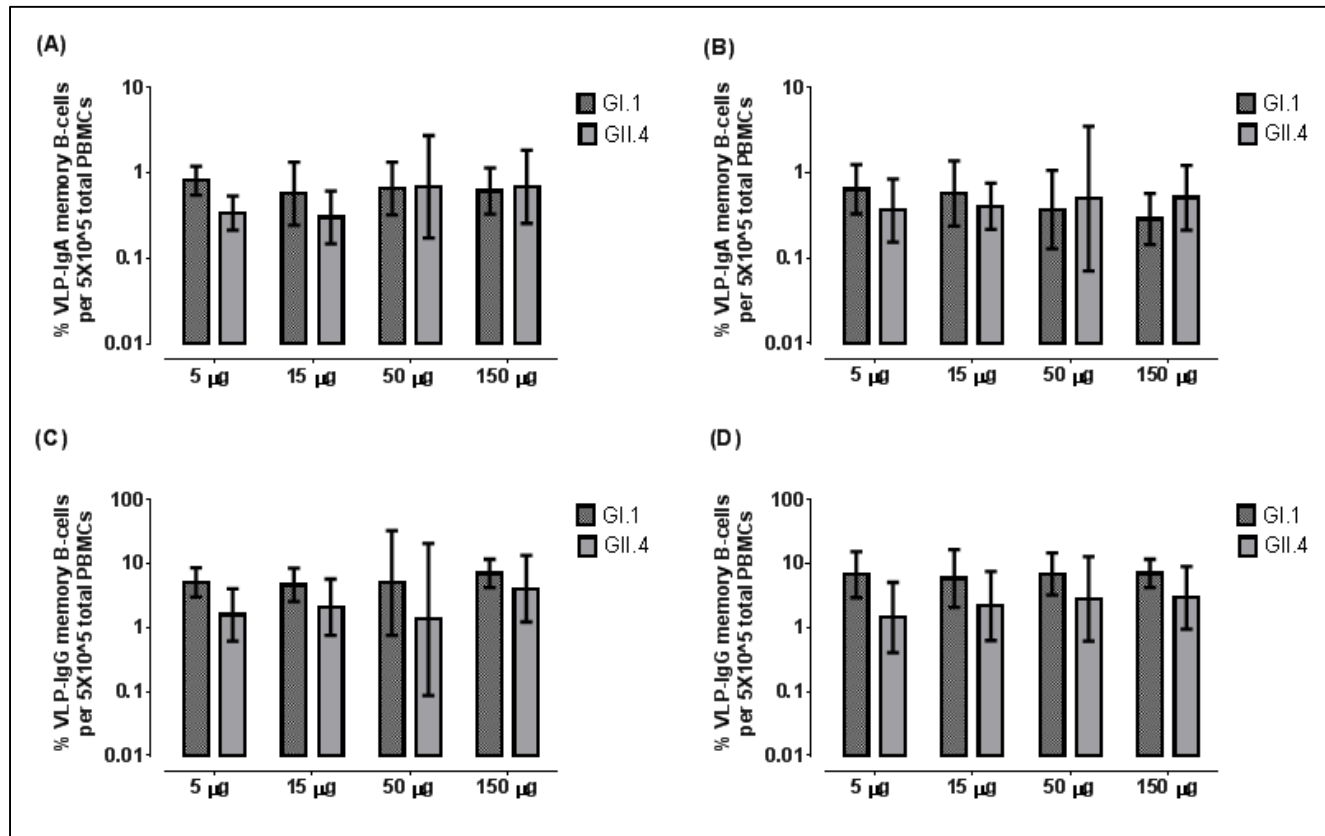 (A)
% VLP-IgA memory B-cells
per 5X10^5 total PBMCs
10
1
0.1
0.01
5 µg
15 µg
50 µg
150 µg
GI.1
GII.4
(B)
% VLP-IgA memory B-cells
per 5X10^5 total PBMCs
10
1
0.1
0.01
5 µg
15 µg
50 µg
150 µg
GI.1
GII.4
(C)
% VLP-IgG memory B-cells
per 5X10^5 total PBMCs
100
10
1
0.1
0.01
5 µg
15 µg
50 µg
150 µg
GI.1
GII.4
(D)
% VLP-IgG memory B-cells
per 5X10^5 total PBMCs
100
10
1
0.1
0.01
5 µg
15 µg
50 µg
150 µg
GI.1
GII.4